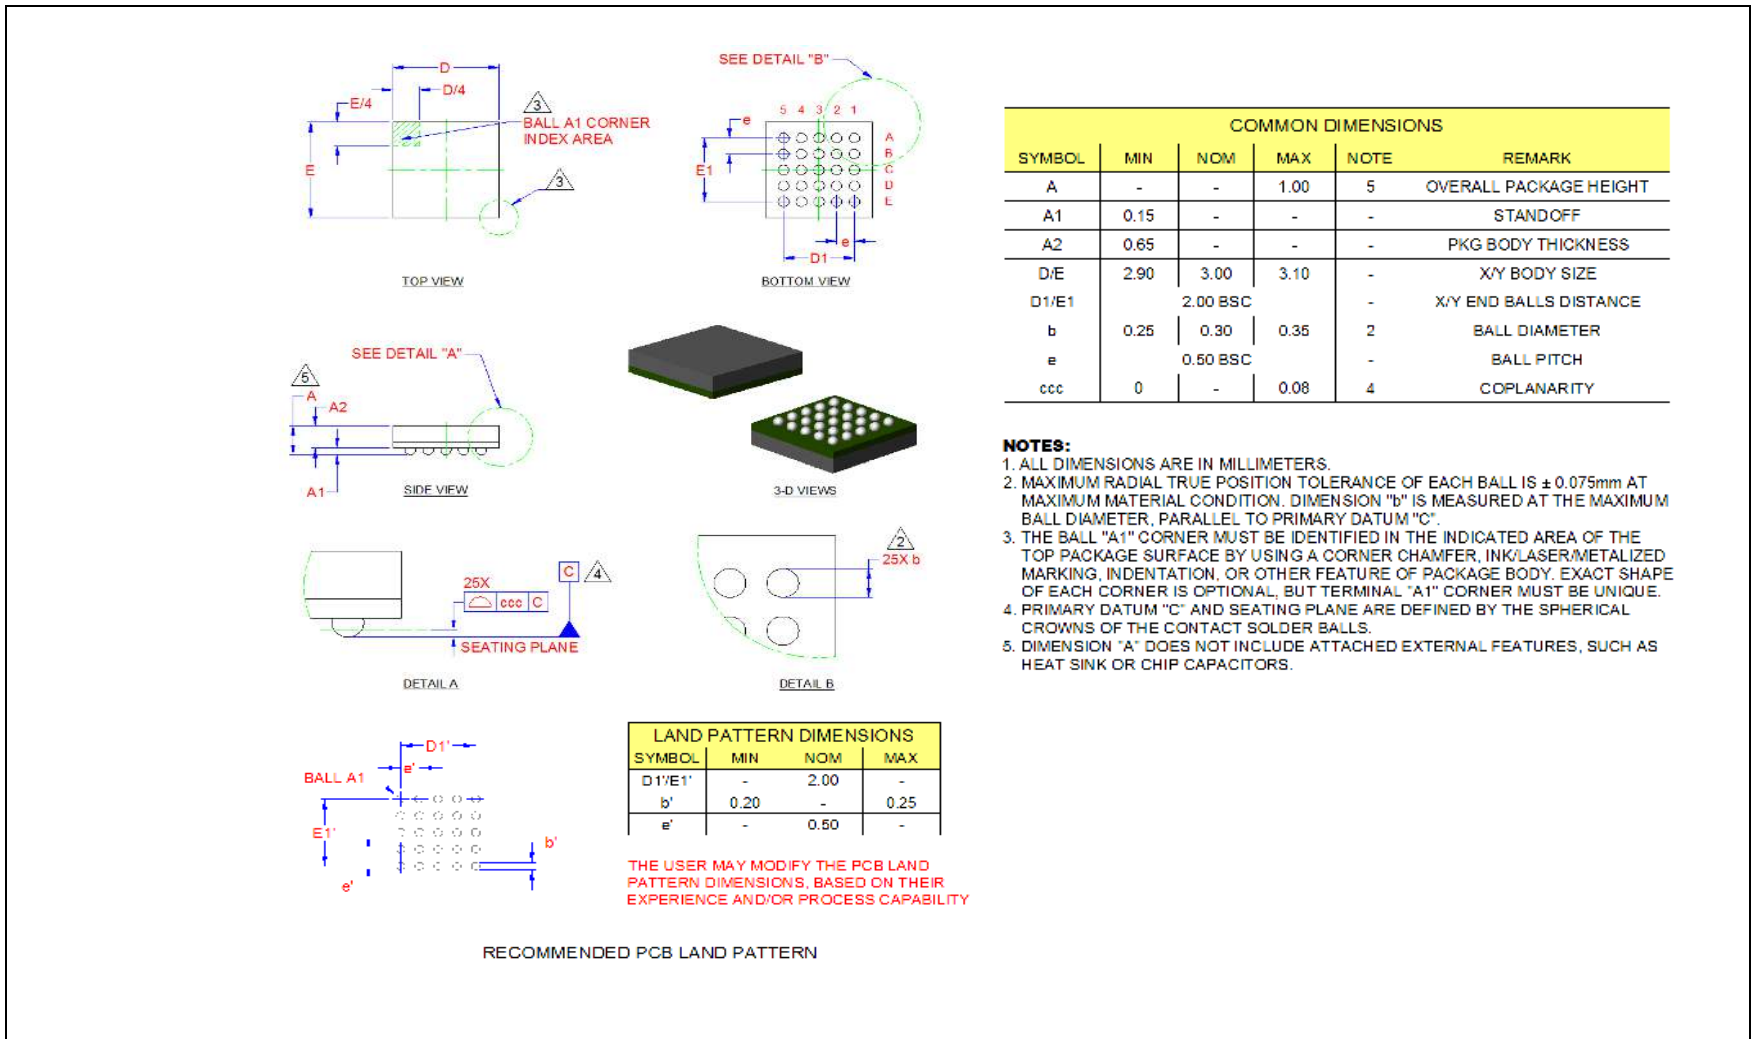 D
D/4
E/4
3
BALL A1 CORNER
INDEX AREA
E
3
TOP VIEW
SEE DETAIL "B"
5 4 3 2 1
e
A
B
C
D
E
E1
e
D1
BOTTOM VIEW
SEE DETAIL "A"
5
A
A2
A1
SIDE VIEW
3-D VIEWS
25X
ccc C
C
4
SEATING PLANE
DETAIL A
2
25X b
DETAIL B
D1'
e'
BALL A1
E1'
e'
b'
LAND PATTERN DIMENSIONS
SYMBOL MIN NOM MAX
D1'/E1' - 2.00 -
b' 0.20 - 0.25
e' - 0.50 -
THE USER MAY MODIFY THE PCB LAND
PATTERN DIMENSIONS, BASED ON THEIR
EXPERIENCE AND/OR PROCESS CAPABILITY
RECOMMENDED PCB LAND PATTERN
COMMON DIMENSIONS
SYMBOL MIN NOM MAX NOTE REMARK
A - - 1.00 5 OVERALL PACKAGE HEIGHT
A1 0.15 - - - STANDOFF
A2 0.65 - - - PKG BODY THICKNESS
D/E 2.90 3.00 3.10 - X/Y BODY SIZE
D1/E1 2.00 BSC - X/Y END BALLS DISTANCE
b 0.25 0.30 0.35 2 BALL DIAMETER
e 0.50 BSC - BALL PITCH
ccc 0 - 0.08 4 COPLANARITY
NOTES:
1. ALL DIMENSIONS ARE IN MILLIMETERS.
2. MAXIMUM RADIAL TRUE POSITION TOLERANCE OF EACH BALL IS ± 0.075mm AT
MAXIMUM MATERIAL CONDITION. DIMENSION "b" IS MEASURED AT THE MAXIMUM
BALL DIAMETER, PARALLEL TO PRIMARY DATUM "C".
3. THE BALL "A1" CORNER MUST BE IDENTIFIED IN THE INDICATED AREA OF THE
TOP PACKAGE SURFACE BY USING A CORNER CHAMFER, INK/LASER/METALIZED
MARKING, INDENTATION, OR OTHER FEATURE OF PACKAGE BODY. EXACT SHAPE
OF EACH CORNER IS OPTIONAL, BUT TERMINAL "A1" CORNER MUST BE UNIQUE.
4. PRIMARY DATUM "C" AND SEATING PLANE ARE DEFINED BY THE SPHERICAL
CROWNS OF THE CONTACT SOLDER BALLS.
5. DIMENSION "A" DOES NOT INCLUDE ATTACHED EXTERNAL FEATURES, SUCH AS
HEAT SINK OR CHIP CAPACITORS.